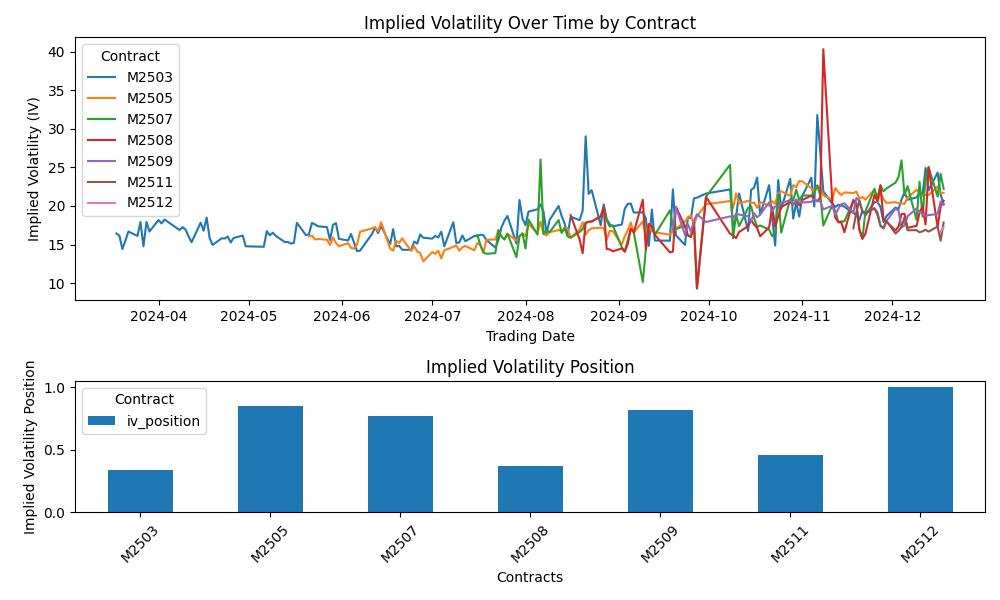 Implied Volatility Over Time by Contract
Implied Volatility (IV)
40
35
30
25
20
15
10
Contract
M2503
M2505
M2507
M2508
M2509
M2511
M2512
2024-04
2024-05
2024-06
2024-07
2024-08
2024-09
2024-10
2024-11
2024-12
Trading Date
Implied Volatility Position
Implied Volatility Position
1.0
0.5
0.0
Contract
iv_position
M2503
M2505
M2507
M2508
M2509
M2511
M2512
Contracts